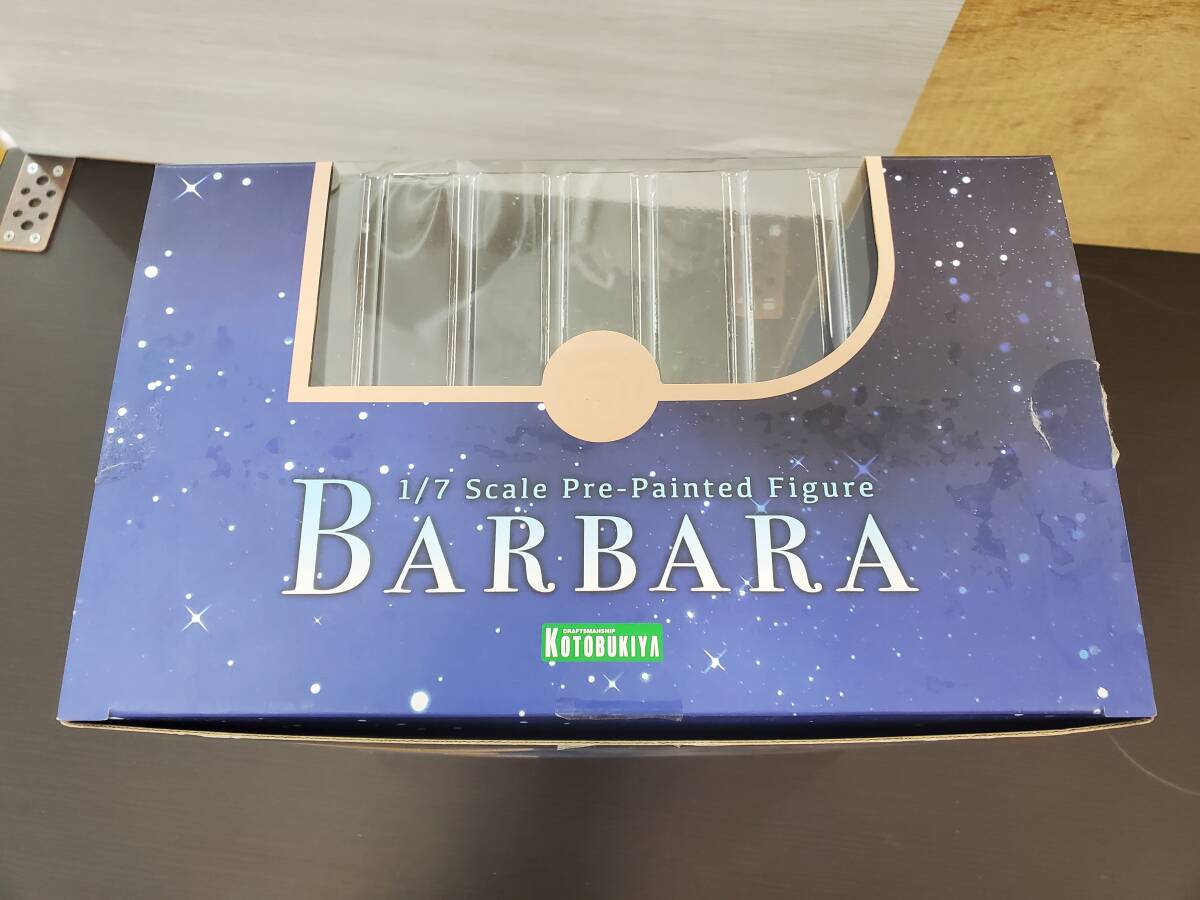 1/7 Scale Pre-Painted Figure
BARBARA
CRAFTSMANSHIP
KOTOBUKIYA